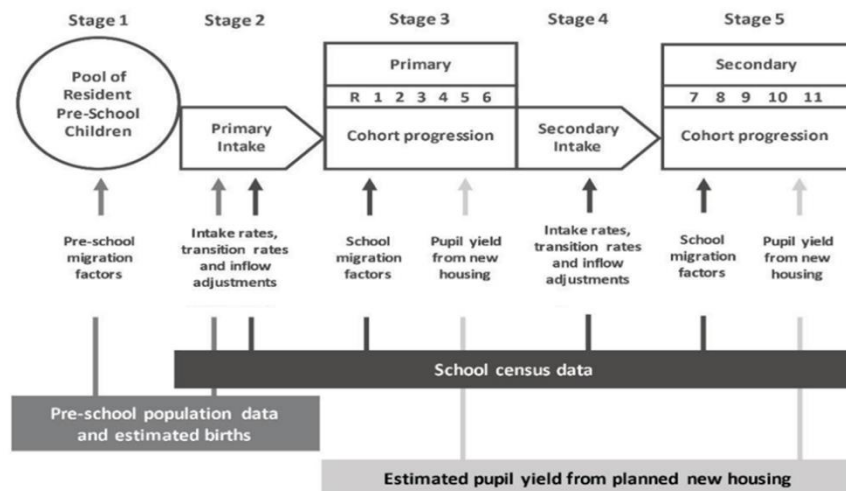 Stage 1
Stage 2
Stage 3
Stage 4
Stage 5
Pool of
Resident
Pre-School
Children
Primary
Intake
Primary
R 1 2 3 4 5 6
Cohort progression
Secondary
Intake
Secondary
7 8 9 10 11
Cohort progression
Pre-school
migration
factors
Intake rates,
transition rates
and inflow
adjustments
School
migration
factors
Pupil yield
from new
housing
Intake rates,
transition rates
and inflow
adjustments
School
migration
factors
Pupil yield
from new
housing
School census data
Pre-school population data
and estimated births
Estimated pupil yield from planned new housing